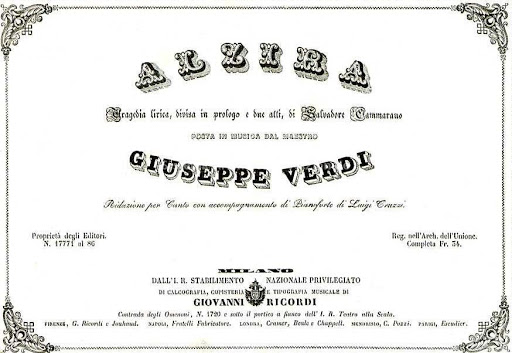 ALZIRA
Tragedia lirica, divisa in prologo e due atti, di Salvadore Cammarano
POSTA IN MUSICA DAL MAESTRO
GIUSEPPE VERDI
Riduzione per Canto con accompagnamento di Pianoforte di Luigi Truzzi.
Proprietà degli Editori.
N. 17771 al 86
Reg. nell'Arch. dell'Unione.
Completa Fr. 34.
MILANO
DALL'I. R. STABILIMENTO NAZIONALE PRIVILEGIATO
DI CALCOGRAFIA, COPISTERIA E TIPOGRAFIA MUSICALE DI
GIOVANNI RICORDI
Contrada degli Omenoni, N. 1720 e sotto il portico a fianco dell'I. R. Teatro alla Scala.
FIRENZE, G. Ricordi e Jouhaud. NAPOLI, Fratelli Fabricatore. LONDRA, Cramer, Beale e Chappell. MENDRISIO, C. Pozzi. PARIGI, Escudier.